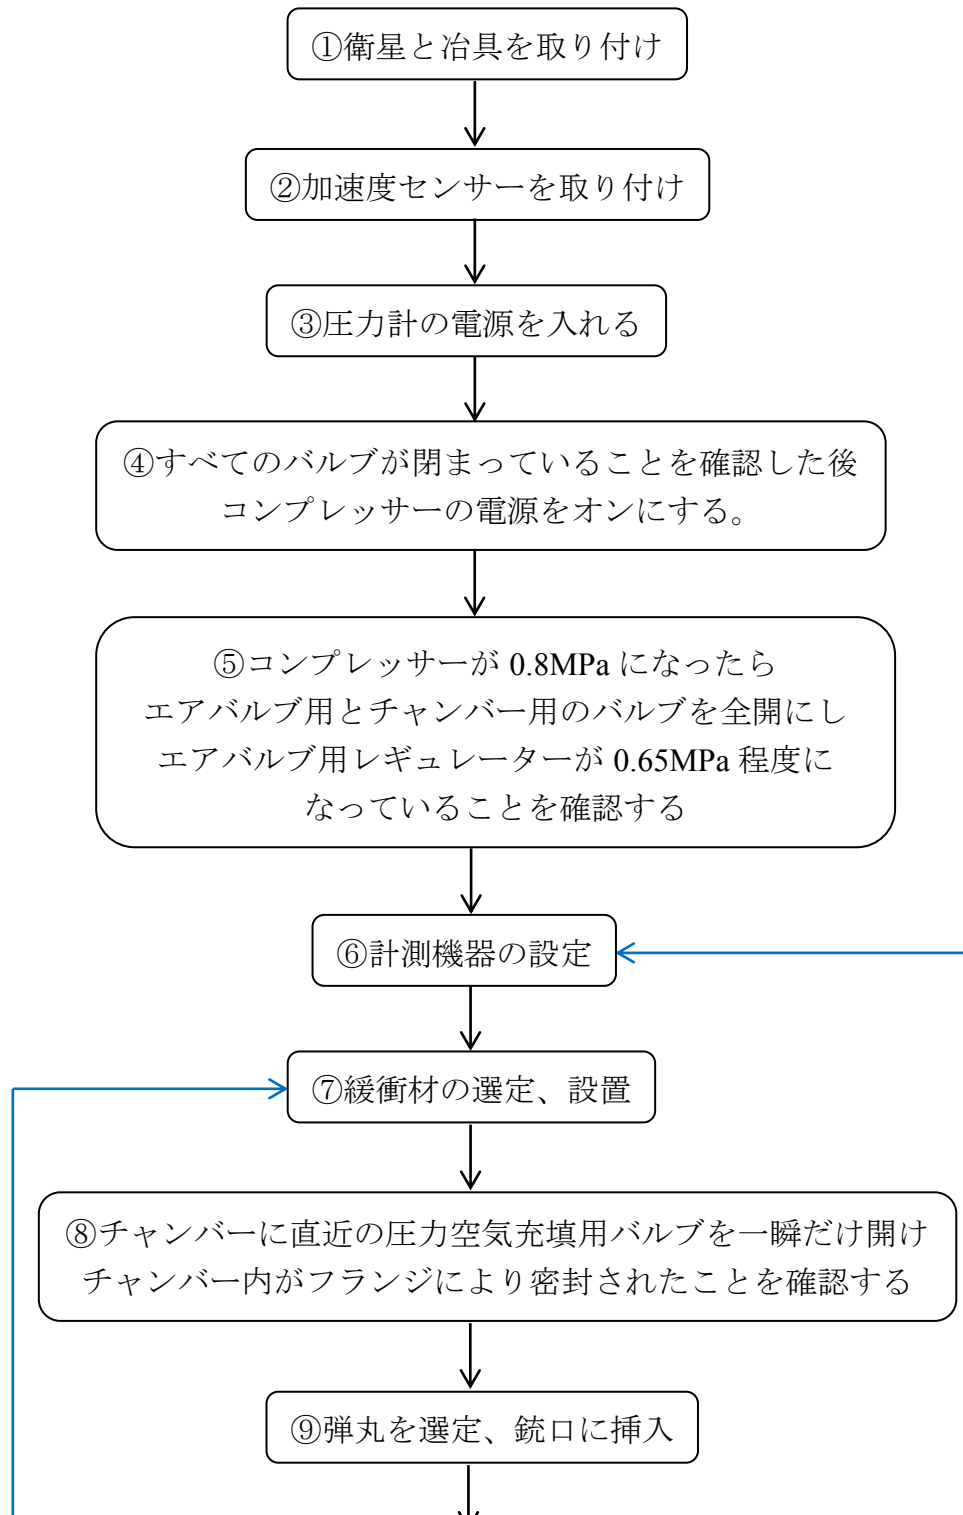 ①衛星と冶具を取り付け
②加速度センサーを取り付け
③圧力計の電源を入れる
④すべてのバルブが閉まっていることを確認した後
コンプレッサーの電源をオンにする。
⑤コンプレッサーが 0.8MPa になったら
エアバルブ用とチャンバー用のバルブを全開にし
エアバルブ用レギュレーターが 0.65MPa 程度に
なっていることを確認する
⑥計測機器の設定
⑦緩衝材の選定、設置
⑧チャンバーに直近の圧力空気充填用バルブを一瞬だけ開け
チャンバー内がフランジにより密封されたことを確認する
⑨弾丸を選定、銃口に挿入